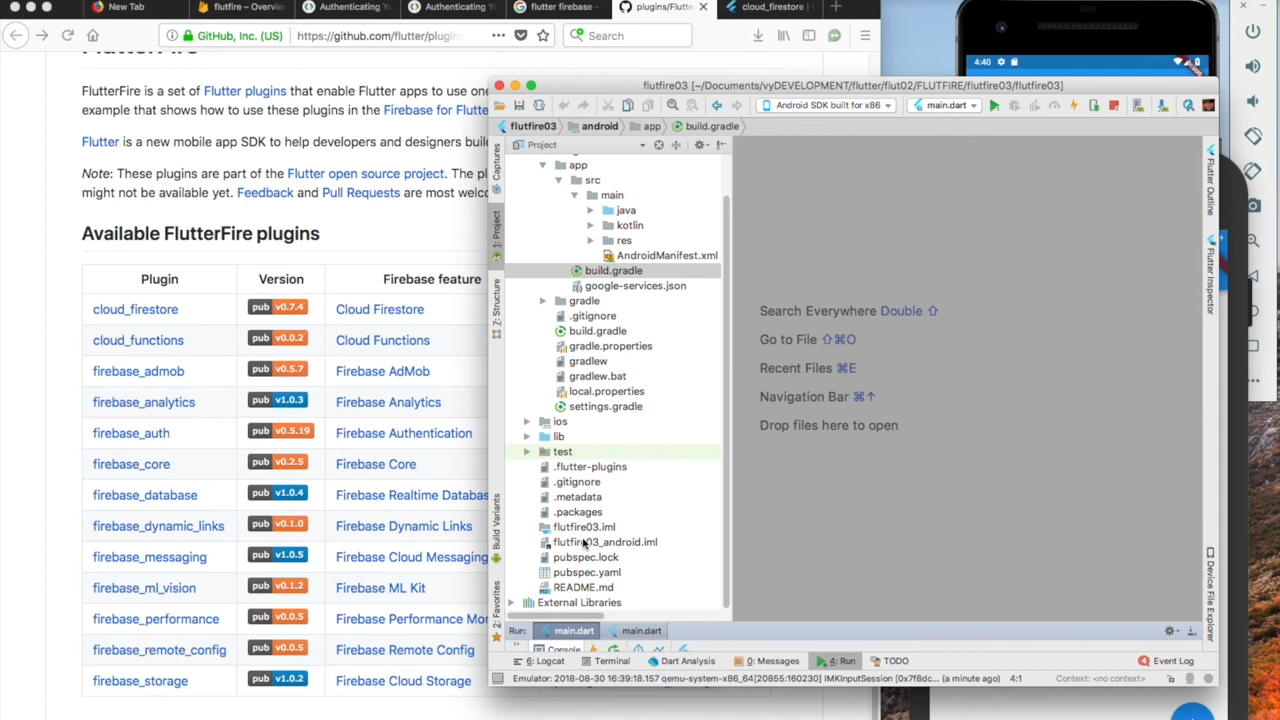 New Tab
flutfire – Overvie
Authenticating Y
Authenticating Y
flutter firebase -
plugins/Flutte
cloud_firestore |
GitHub, Inc. (US)
https://github.com/flutter/plugin
Search
4:40
FlutterFire is a set of Flutter plugins that enable Flutter apps to use one
example that shows how to use these plugins in the Firebase for Flutte
Flutter is a new mobile app SDK to help developers and designers buil
Note: These plugins are part of the Flutter open source project. The pl
might not be available yet. Feedback and Pull Requests are most welc
Available FlutterFire plugins
Plugin Version Firebase feature
cloud_firestore pub v0.7.4 Cloud Firestore
cloud_functions pub v0.0.2 Cloud Functions
firebase_admob pub v0.5.7 Firebase AdMob
firebase_analytics pub v1.0.3 Firebase Analytics
firebase_auth pub v0.5.19 Firebase Authentication
firebase_core pub v0.2.5 Firebase Core
firebase_database pub v1.0.4 Firebase Realtime Databas
firebase_dynamic_links pub v0.1.0 Firebase Dynamic Links
firebase_messaging pub v1.0.5 Firebase Cloud Messaging
firebase_ml_vision pub v0.1.2 Firebase ML Kit
firebase_performance pub v0.0.5 Firebase Performance Mo
firebase_remote_config pub v0.0.5 Firebase Remote Config
firebase_storage pub v1.0.2 Firebase Cloud Storage
flutfire03 [~/Documents/vyDEVELOPMENT/flutter/flut02/FLUTFIRE/flutfire03/flutfire03]
Android SDK built for x86
main.dart
flutfire03
android
app
build.gradle
Project
Captures
1: Project
Z: Structure
Build Variants
2: Favorites
app
src
main
java
kotlin
res
AndroidManifest.xml
build.gradle
google-services.json
gradle
.gitignore
build.gradle
gradle.properties
gradlew
gradlew.bat
local.properties
settings.gradle
ios
lib
test
.flutter-plugins
.gitignore
.metadata
.packages
flutfire03.iml
flutfire03_android.iml
pubspec.lock
pubspec.yaml
README.md
External Libraries
Search Everywhere Double ⇧
Go to File ⇧⌘O
Recent Files ⌘E
Navigation Bar ⌘↑
Drop files here to open
Flutter Outline
Flutter Inspector
Device File Explorer
Run: main.dart main.dart
Console
6: Logcat
Terminal
Dart Analysis
0: Messages
4: Run
TODO
Event Log
Emulator: 2018-08-30 16:39:18.157 qemu-system-x86_64[20855:160230] IMKInputSession [0x7f8dc... (a minute ago)
4:1
Context: <no context>